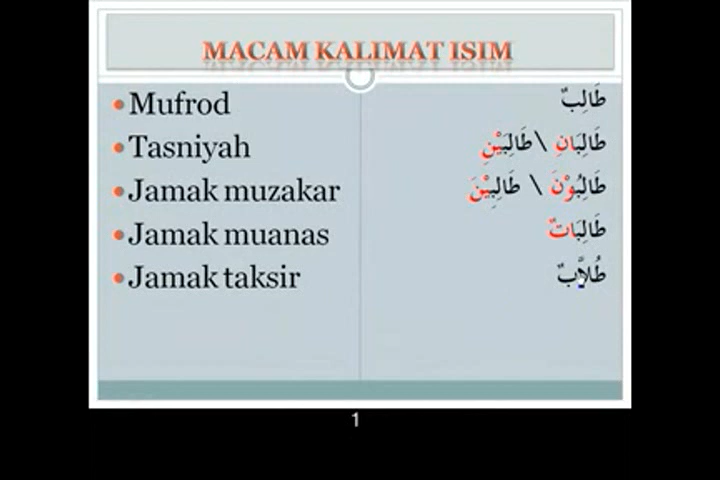 MACAM KALIMAT ISIM
Mufrod طَالِبٌ
Tasniyah طَالِبَانِ \ طَالِبَيْنِ
Jamak muzakar طَالِبُوْنَ \ طَالِبِيْنَ
Jamak muanas طَالِبَاتٌ
Jamak taksir طُلاَّبٌ
1